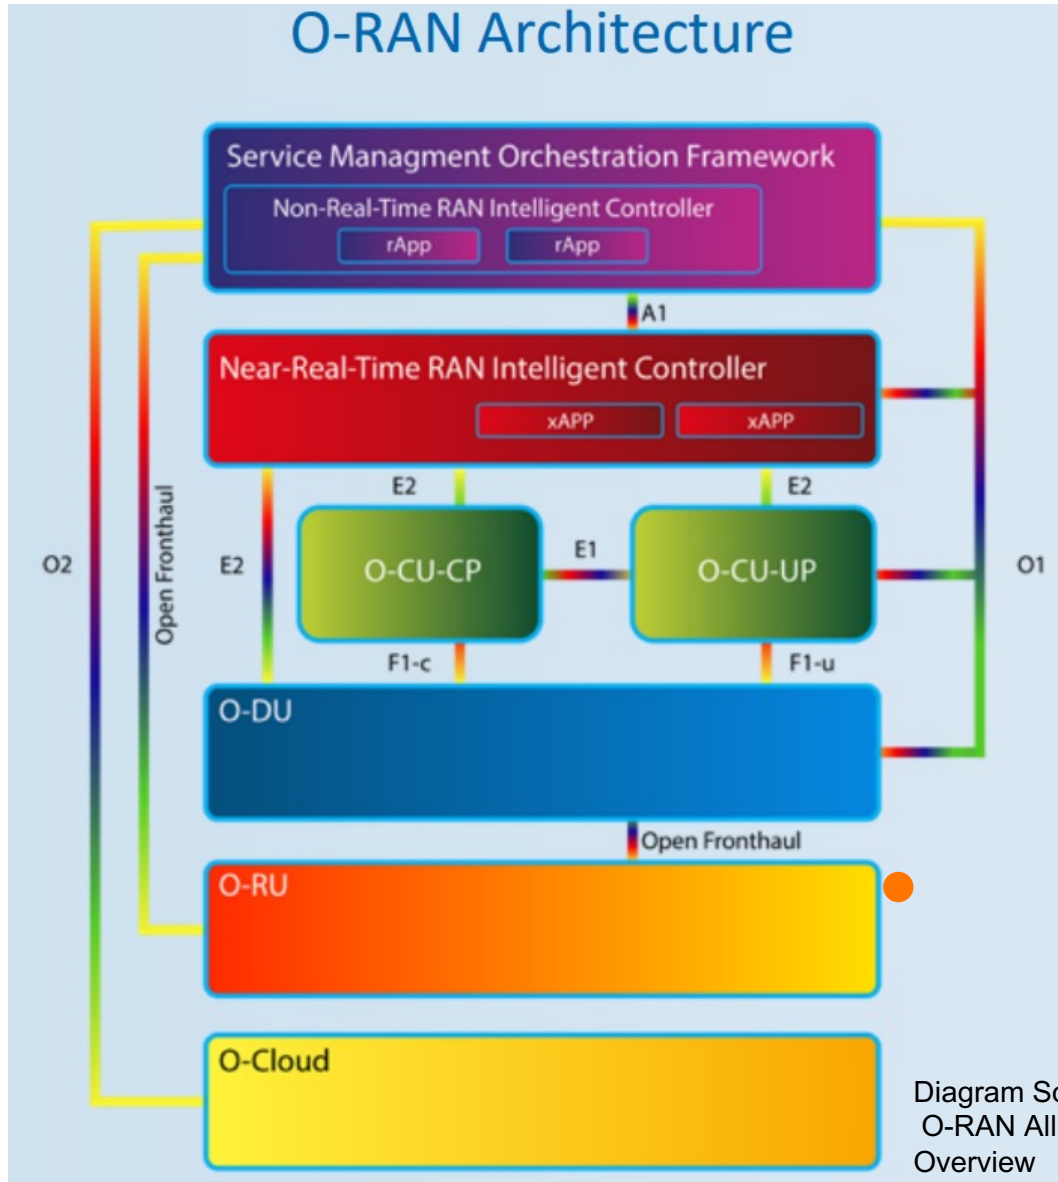 O-RAN Architecture
Service Managment Orchestration Framework
Non-Real-Time RAN Intelligent Controller
rApp
rApp
A1
Near-Real-Time RAN Intelligent Controller
xAPP
xAPP
E2
E2
O2
Open Fronthaul
E2
O-CU-CP
E1
O-CU-UP
O1
F1-c
F1-u
O-DU
Open Fronthaul
O-RU
O-Cloud
Diagram
O-RAN
Overview